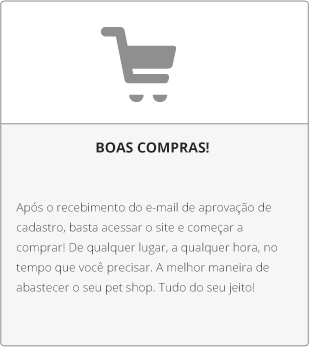 BOAS COMPRAS!
Após o recebimento do e-mail de aprovação de
cadastro, basta acessar o site e começar a
comprar! De qualquer lugar, a qualquer hora, no
tempo que você precisar. A melhor maneira de
abastecer o seu pet shop. Tudo do seu jeito!